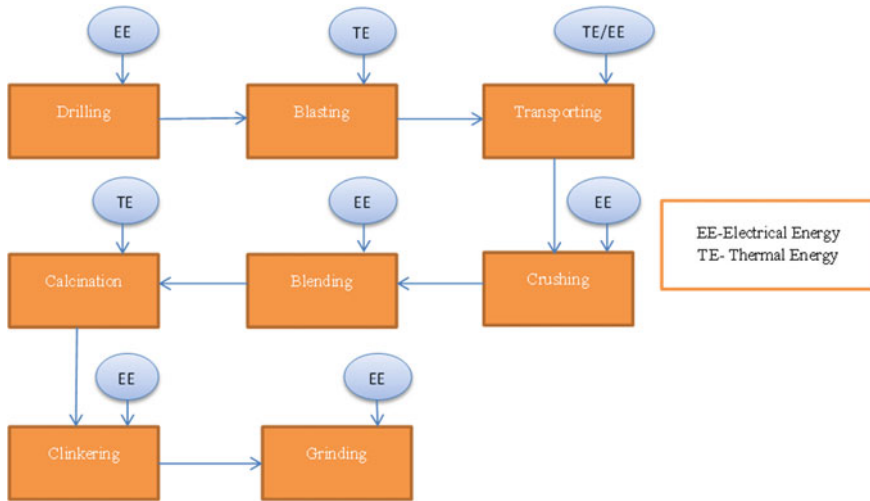 EE
TE
TE/EE
Drilling
Blasting
Transporting
TE
EE
EE
Calcination
Blending
Crushing
EE-Electrical Energy
TE- Thermal Energy
EE
EE
Clinkering
Grinding